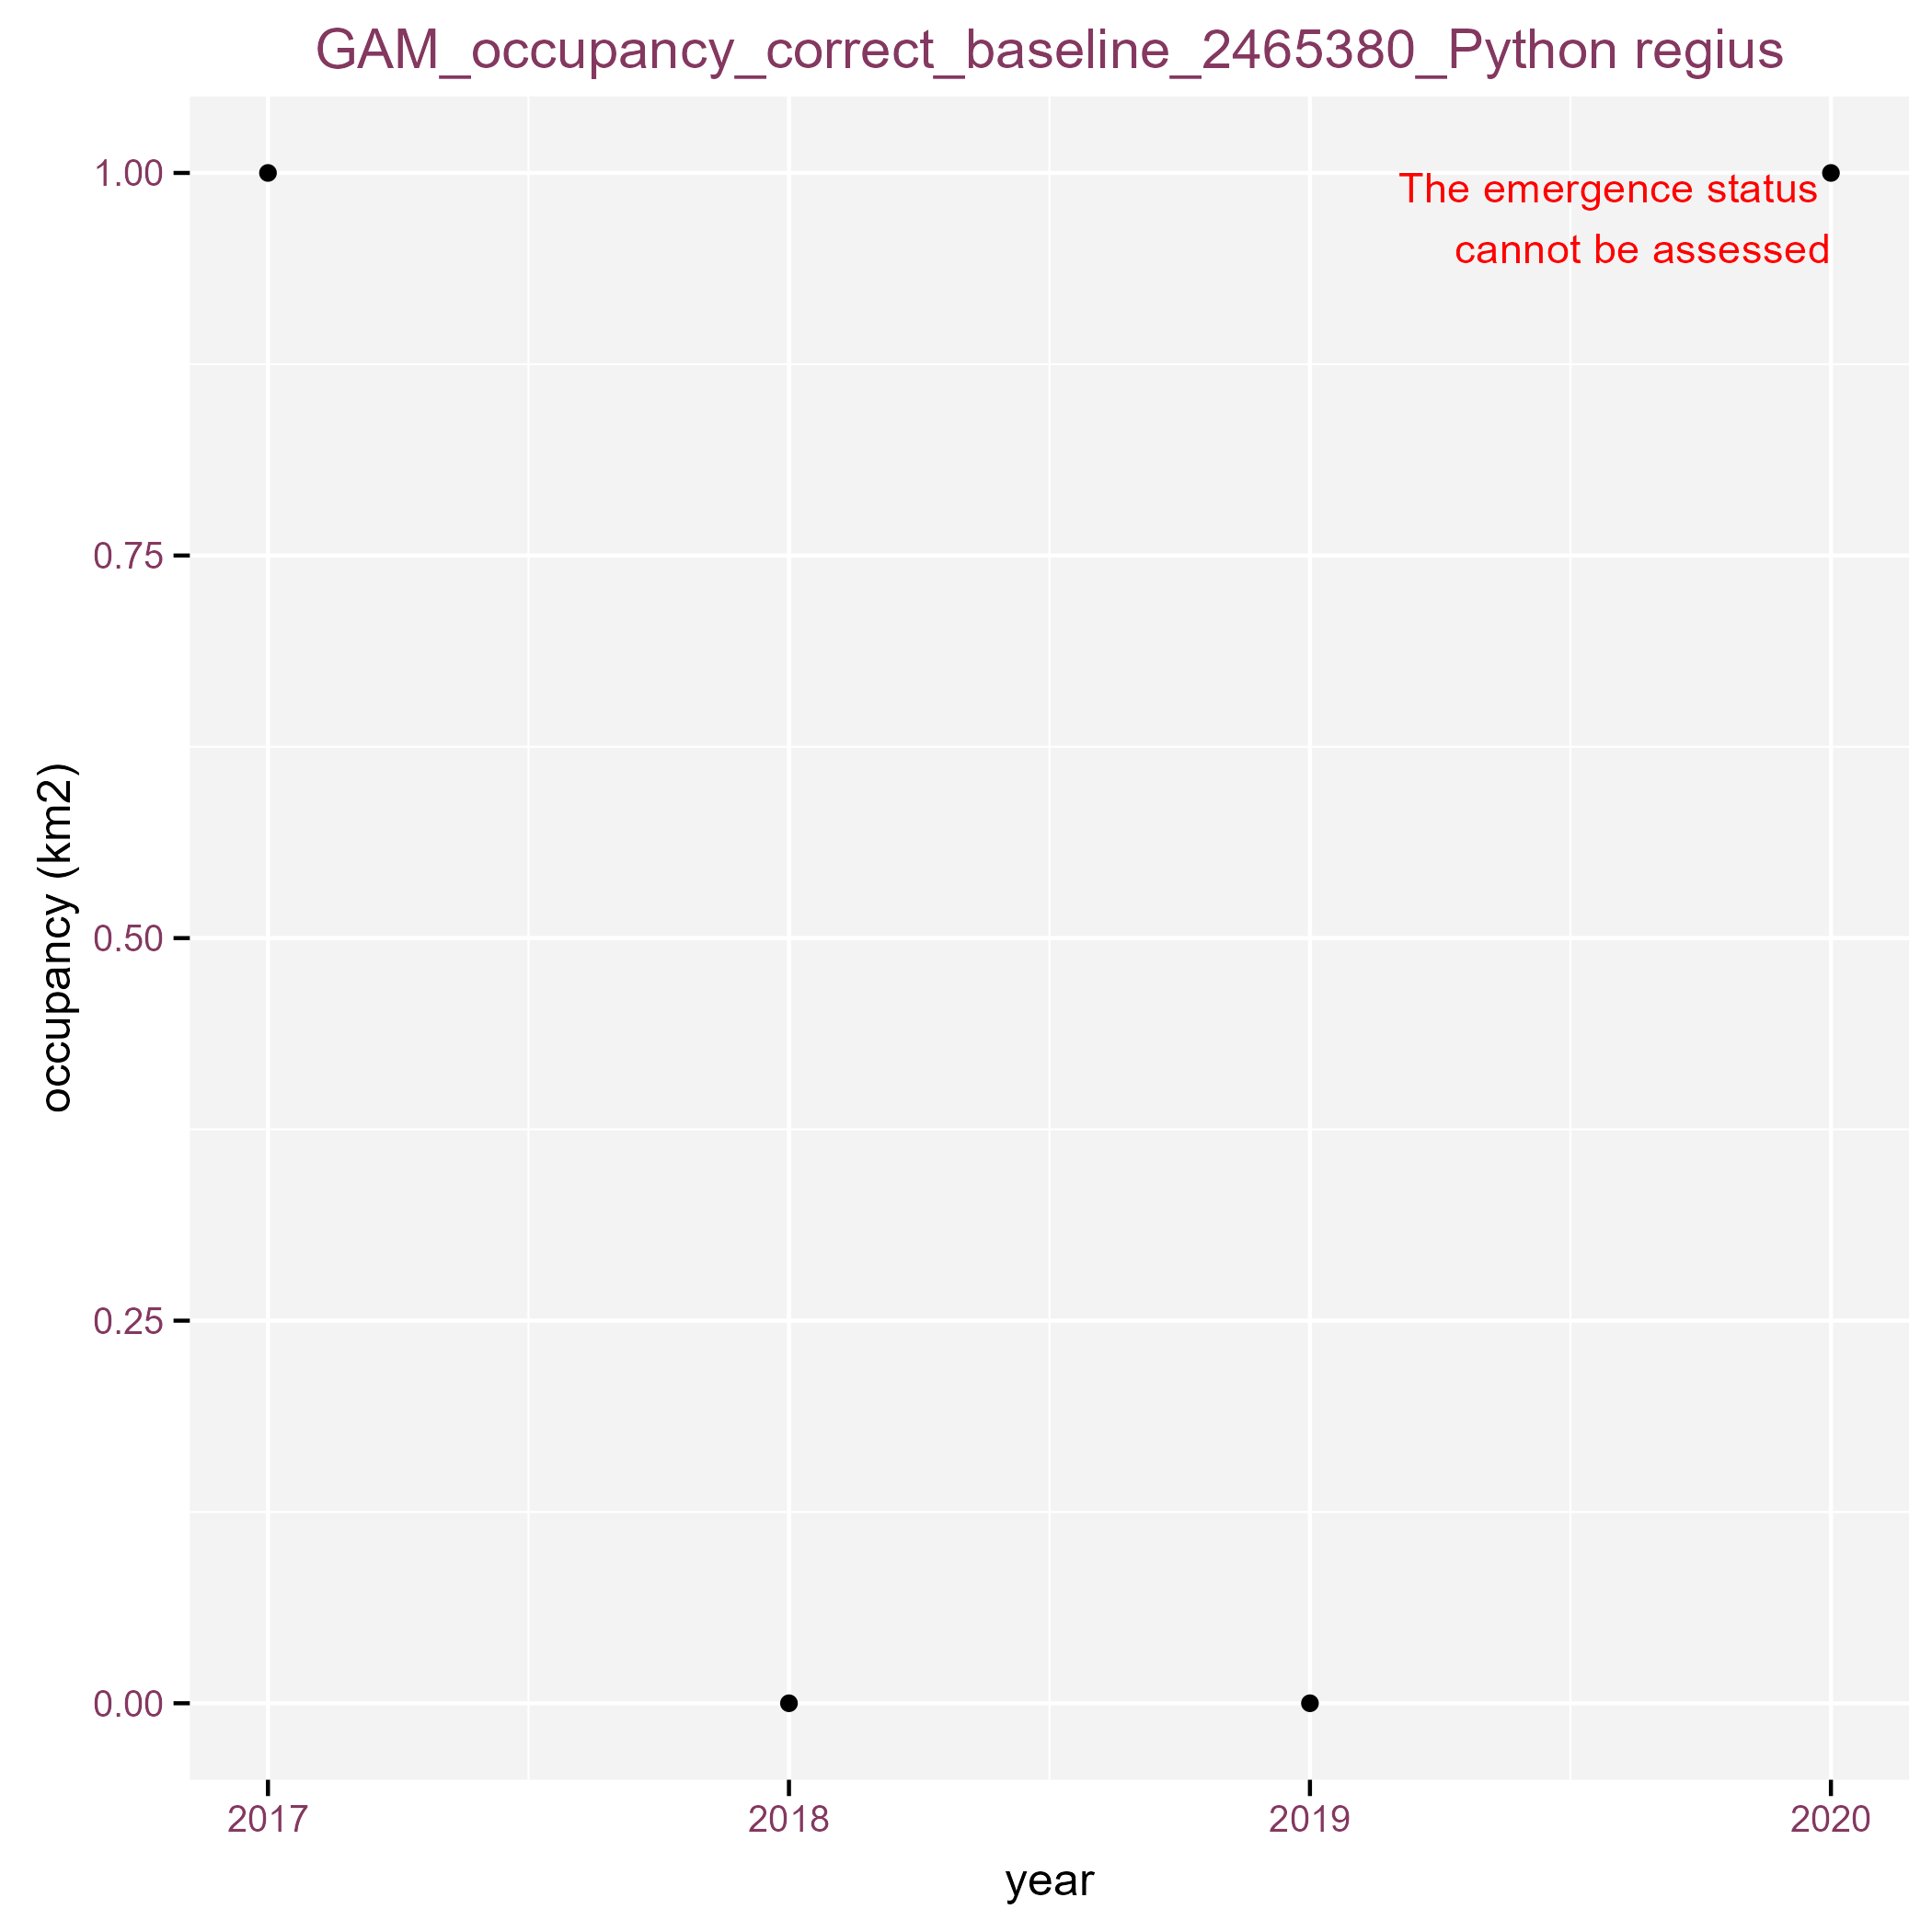 GAM_occupancy_correct_baseline_2465380_Python regius
1.00
The emergence status
cannot be assessed
0.75
0.50
0.25
0.00
occupancy (km2)
2017 2018 2019 2020
year